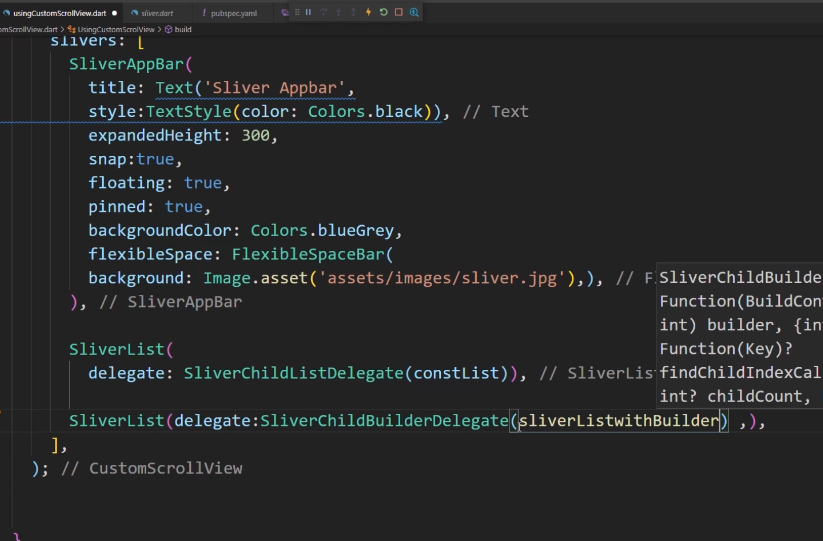 usingCustomScrollView.dart sliver.dart ! pubspec.yaml
omScrollView.dart > UsingCustomScrolView > build
slivers: [
SliverAppBar(
title: Text('Sliver Appbar',
style:TextStyle(color: Colors.black)), // Text
expandedHeight: 300,
snap:true,
floating: true,
pinned: true,
backgroundColor: Colors.blueGrey,
flexibleSpace: FlexibleSpaceBar(
background: Image.asset('assets/images/sliver.jpg'),), // F
), // SliverAppBar
SliverList(
delegate: SliverChildListDelegate(constList)), // SliverList
SliverList(delegate:SliverChildBuilderDelegate(sliverListwithBuilder) ,),
],
); // CustomScrollView
}
SliverChildBuilde
Function(BuildCon
int) builder, {in
Function(Key)?
findChildIndexCal
int? childCount,